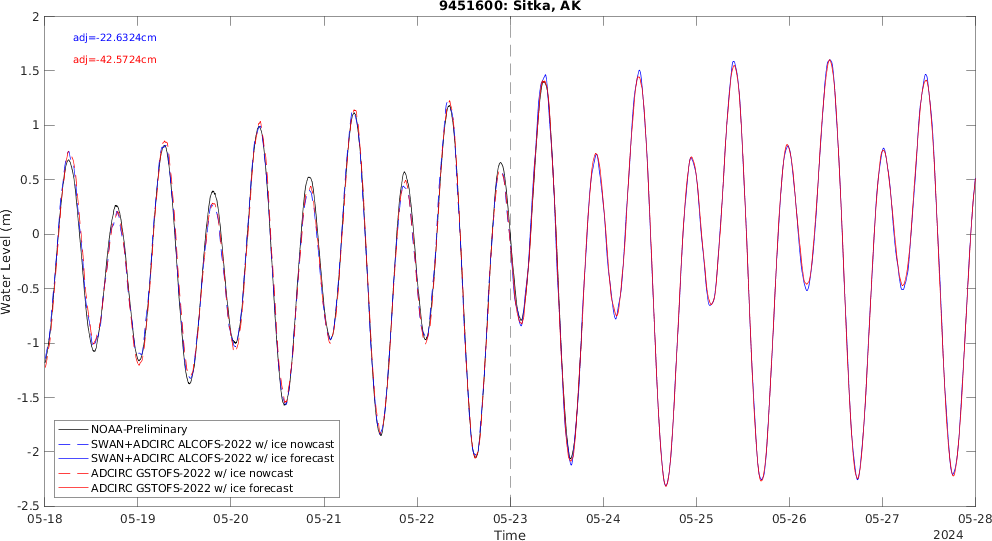 9451600: Sitka, AK
adj=-22.6324cm
adj=-42.5724cm
2
1.5
1
0.5
0
-0.5
-1
-1.5
-2
-2.5
Water Level (m)
NOAA-Preliminary
SWAN+ADCIRC ALCOFS-2022 w/ ice nowcast
SWAN+ADCIRC ALCOFS-2022 w/ ice forecast
ADCIRC GSTOFS-2022 w/ ice nowcast
ADCIRC GSTOFS-2022 w/ ice forecast
05-18 05-19 05-20 05-21 05-22 05-23 05-24 05-25 05-26 05-27 05-28
Time
2024